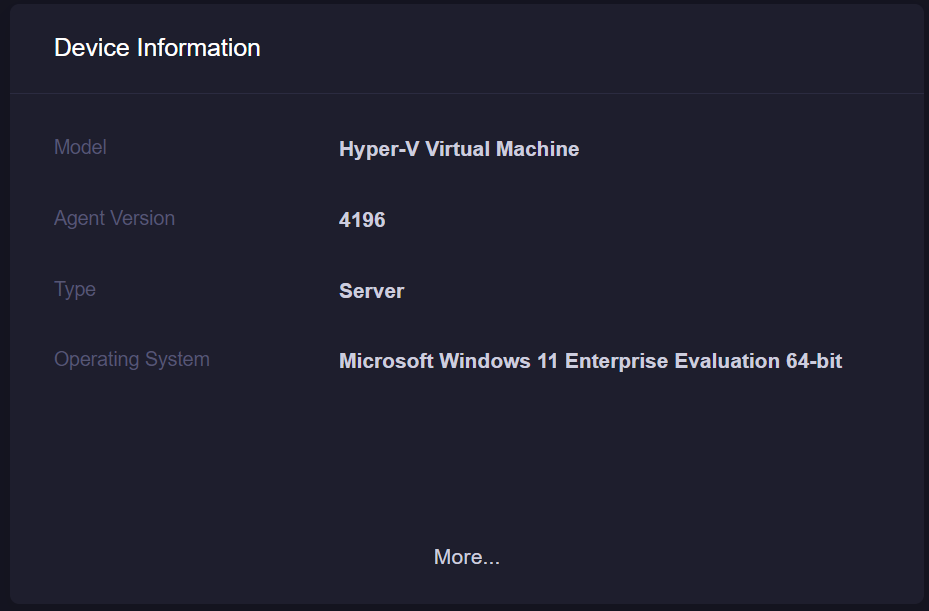 Device Information
Model Hyper-V Virtual Machine
Agent Version 4196
Type Server
Operating System Microsoft Windows 11 Enterprise Evaluation 64-bit
More...